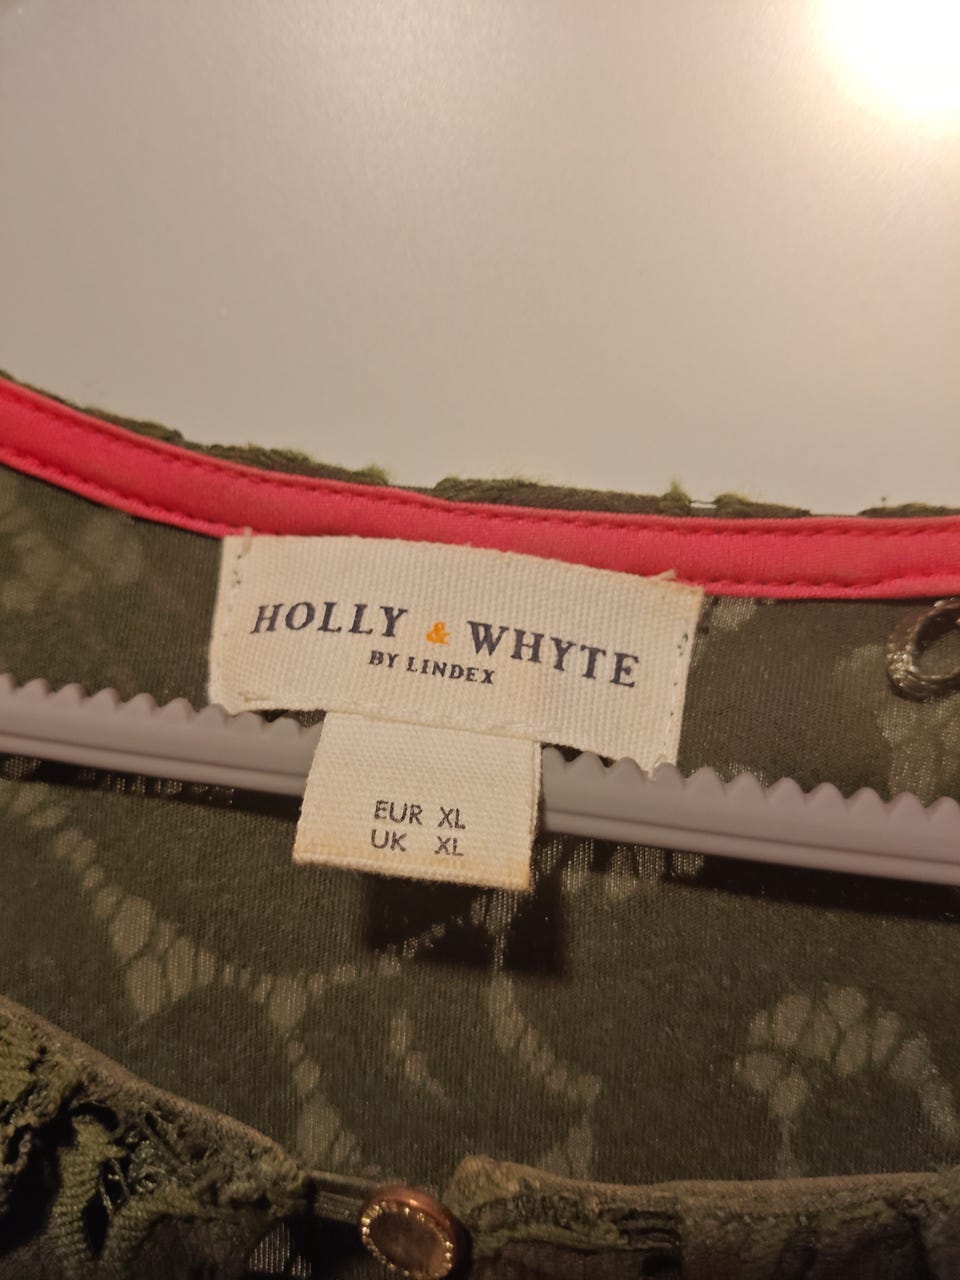 HOLLY & WHYTE
BY LINDEX
EUR XL
UK XL